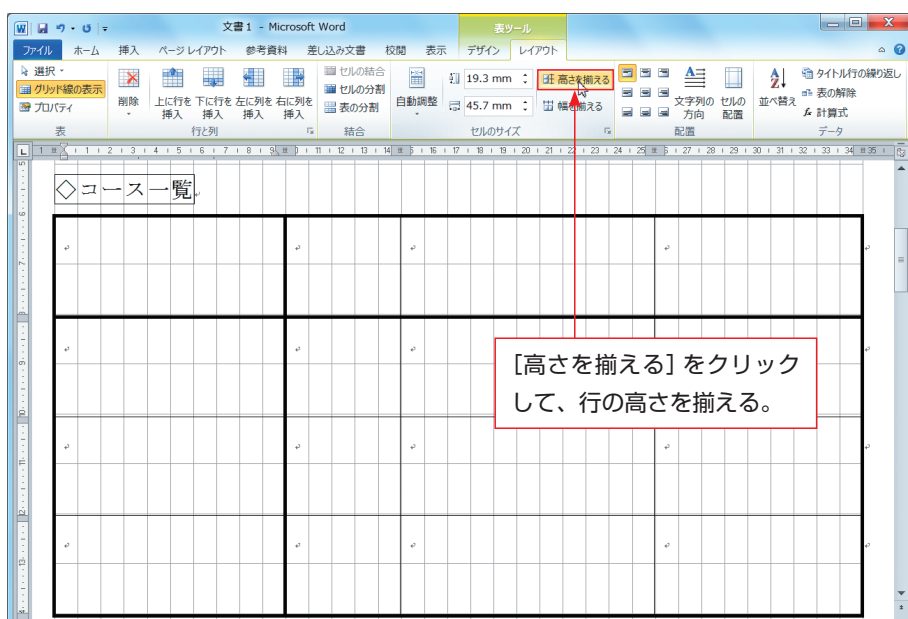 文書1 - Microsoft Word
表ツール
ファイル ホーム 挿入 ページ レイアウト 参考資料 差し込み文書 校閲 表示 デザイン レイアウト
選択
グリッド線の表示
プロパティ
表
削除
上に行を挿入
下に行を挿入
左に列を挿入
右に列を挿入
行と列
セルの結合
セルの分割
表の分割
結合
自動調整
19.3 mm
高さを揃える
45.7 mm
幅を揃える
セルのサイズ
文字列の方向
セルの配置
配置
並べ替え
タイトル行の繰り返し
表の解除
計算式
データ
◇コース一覧
[高さを揃える] をクリック
して、行の高さを揃える。